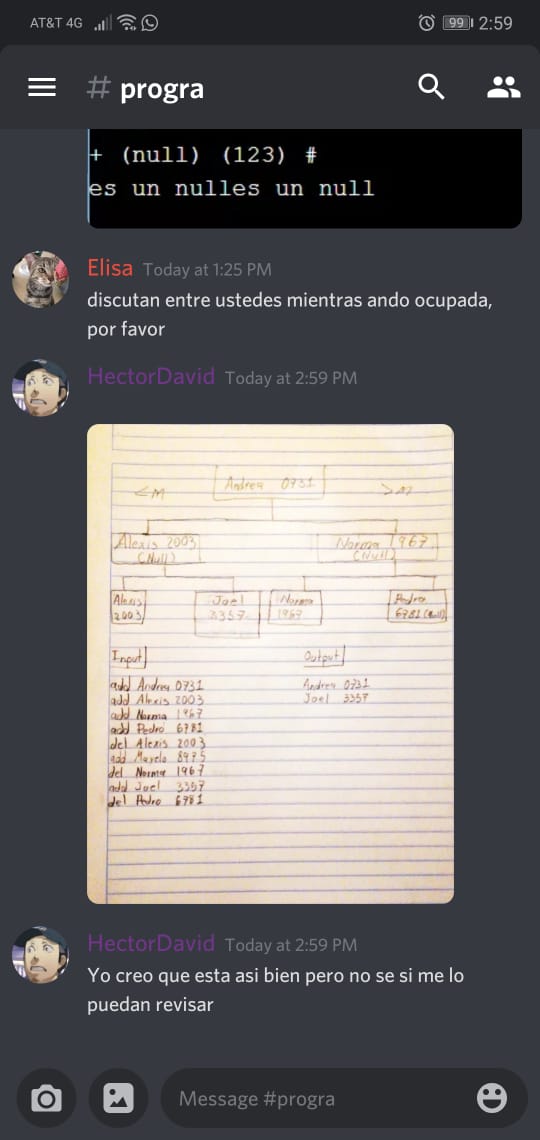 AT&T 4G 99 2:59
# progra
+ (null) (123) #
es un nulles un null
Elisa Today at 1:25 PM
discutan entre ustedes mientras ando ocupada,
por favor
HectorDavid Today at 2:59 PM
Andrea 0731
<M >M
Alexis 2003 Norma 1967
(Null) (Null)
Alexis Joel Norma Pedro
2003 3357 1967 6781 (Null)
Input Output
add Andrea 0731 Andrea 0731
add Alexis 2003 Joel 3357
add Norma 1967
add Pedro 6781
del Alexis 2003
add 8975
del Norma 1967
add Joel 3357
del Pedro 6781
HectorDavid Today at 2:59 PM
Yo creo que esta asi bien pero no se si me lo
puedan revisar
Message #progra